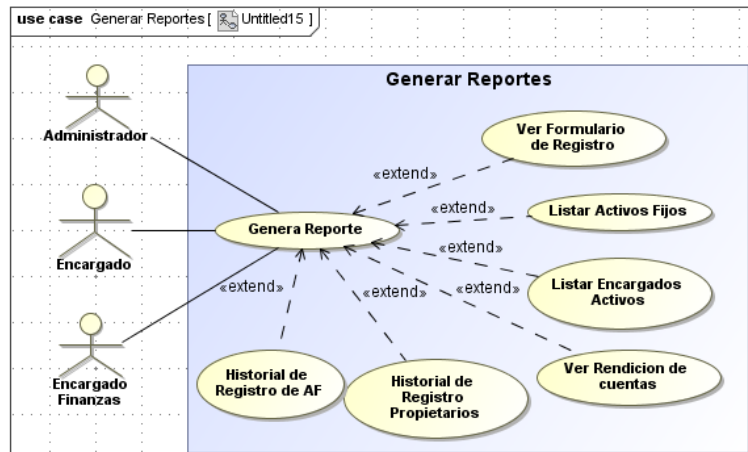 use case Generar Reportes [ Untitled15 ]
Generar Reportes
Administrador
Encargado
Encargado
Finanzas
Genera Reporte
Ver Formulario
de Registro
«extend»
Listar Activos Fijos
«extend»
Listar Encargados
Activos
«extend»
Ver Rendicion de
cuentas
«extend»
Historial de
Registro
Propietarios
«extend»
Historial de
Registro de AF
«extend»